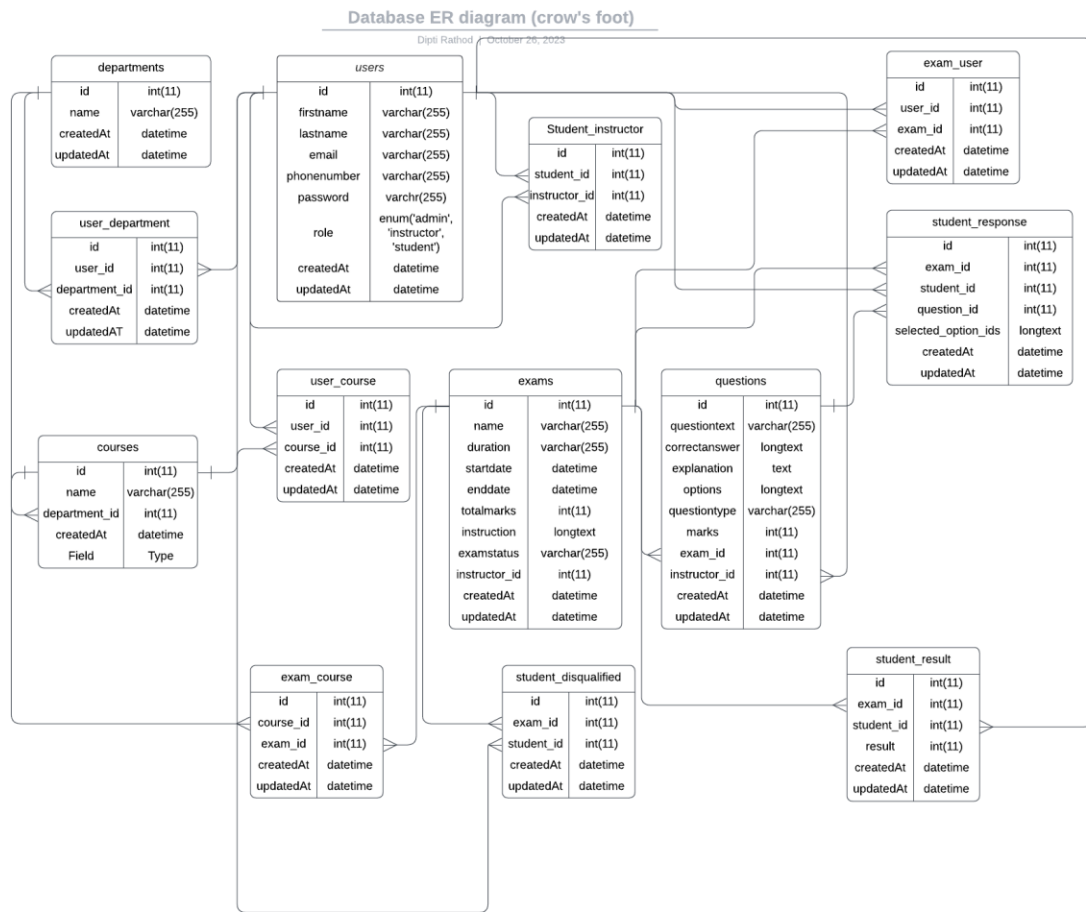 Database ER diagram (crow's foot)
Dipti Rathod | October 26, 2023
departments
id int(11)
name varchar(255)
createdAt datetime
updatedAt datetime
users
id int(11)
firstname varchar(255)
lastname varchar(255)
email varchar(255)
phonenumber varchar(255)
password varchr(255)
role enum('admin',
'instructor',
'student')
createdAt datetime
updatedAt datetime
Student_instructor
id int(11)
student_id int(11)
instructor_id int(11)
createdAt datetime
updatedAt datetime
exam_user
id int(11)
user_id int(11)
exam_id int(11)
createdAt datetime
updatedAt datetime
user_department
id int(11)
user_id int(11)
department_id int(11)
createdAt datetime
updatedAT datetime
student_response
id int(11)
exam_id int(11)
student_id int(11)
question_id int(11)
selected_option_ids longtext
createdAt datetime
updatedAt datetime
courses
id int(11)
name varchar(255)
department_id int(11)
createdAt datetime
Field Type
user_course
id int(11)
user_id int(11)
course_id int(11)
createdAt datetime
updatedAt datetime
exams
id int(11)
name varchar(255)
duration varchar(255)
startdate datetime
enddate datetime
totalmarks int(11)
instruction longtext
examstatus varchar(255)
instructor_id int(11)
createdAt datetime
updatedAt datetime
questions
id int(11)
questiontext varchar(255)
correctanswer longtext
explanation text
options longtext
questiontype varchar(255)
marks int(11)
exam_id int(11)
instructor_id int(11)
createdAt datetime
updatedAt datetime
exam_course
id int(11)
course_id int(11)
exam_id int(11)
createdAt datetime
updatedAt datetime
student_disqualified
id int(11)
exam_id int(11)
student_id int(11)
createdAt datetime
updatedAt datetime
student_result
id int(11)
exam_id int(11)
student_id int(11)
result int(11)
createdAt datetime
updatedAt datetime